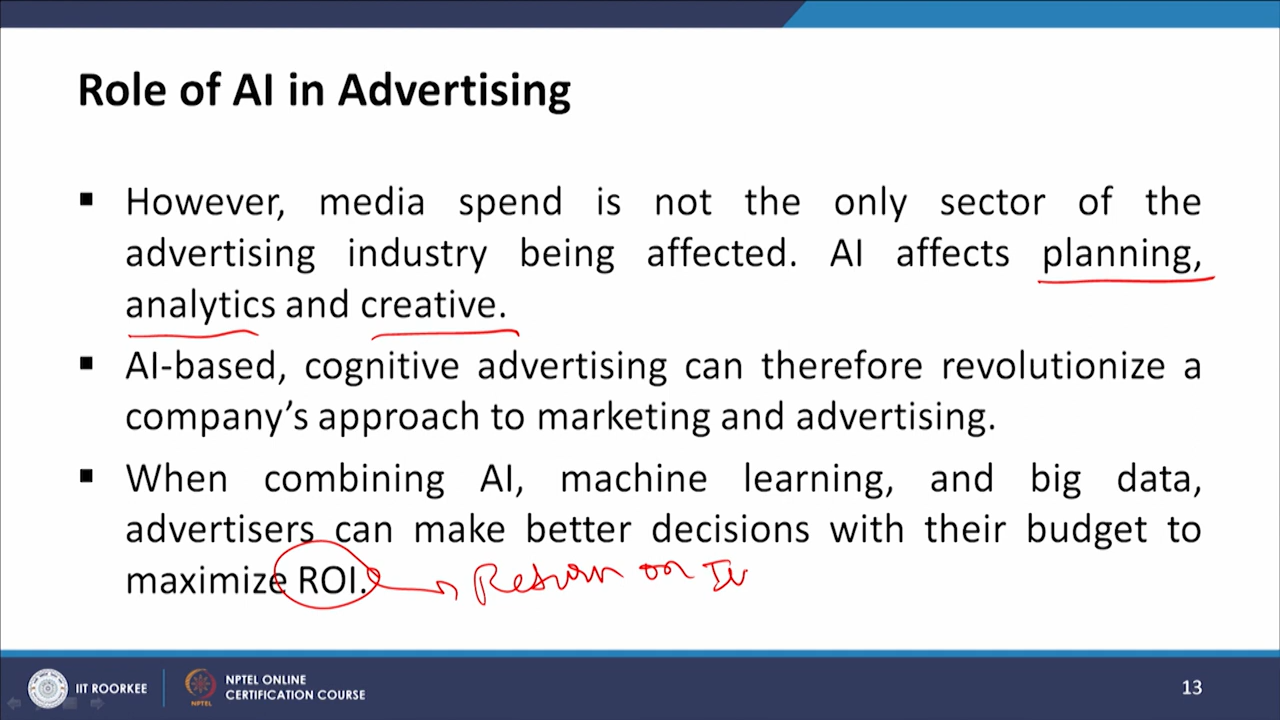 Role of AI in Advertising
▪ However, media spend is not the only sector of the
advertising industry being affected. AI affects planning,
analytics and creative.
▪ AI-based, cognitive advertising can therefore revolutionize a
company's approach to marketing and advertising.
▪ When combining AI, machine learning, and big data,
advertisers can make better decisions with their budget to
maximize ROI. Return on
IIT ROORKEE
NPTEL
NPTEL ONLINE
CERTIFICATION COURSE
13